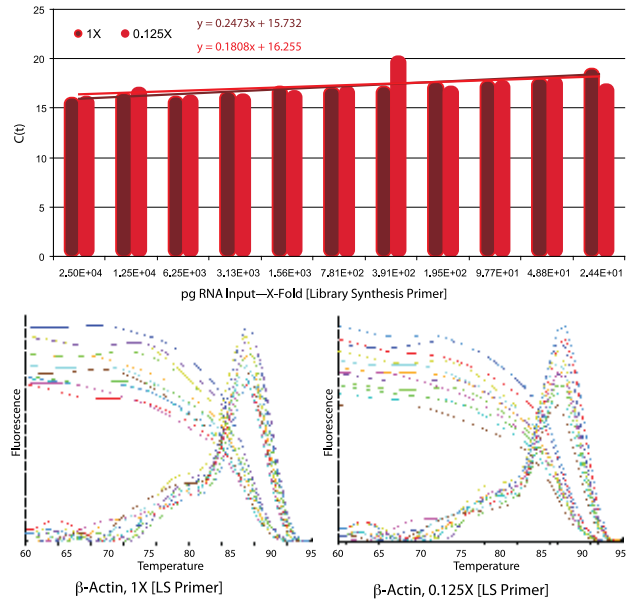 25
20
15
10
5
0
C(t)
1X
0.125X
y = 0.2473x + 15.732
y = 0.1808x + 16.255
2.50E+04 1.25E+04 6.25E+03 3.13E+03 1.56E+03 7.81E+02 3.91E+02 1.95E+02 9.77E+01 4.88E+01 2.44E+01
pg RNA Input—X-Fold [Library Synthesis Primer]
Fluorescence
60 65 70 75 80 85 90 95
Temperature
β-Actin, 1X [LS Primer]
Fluorescence
60 65 70 75 80 85 90 95
Temperature
β-Actin, 0.125X [LS Primer]